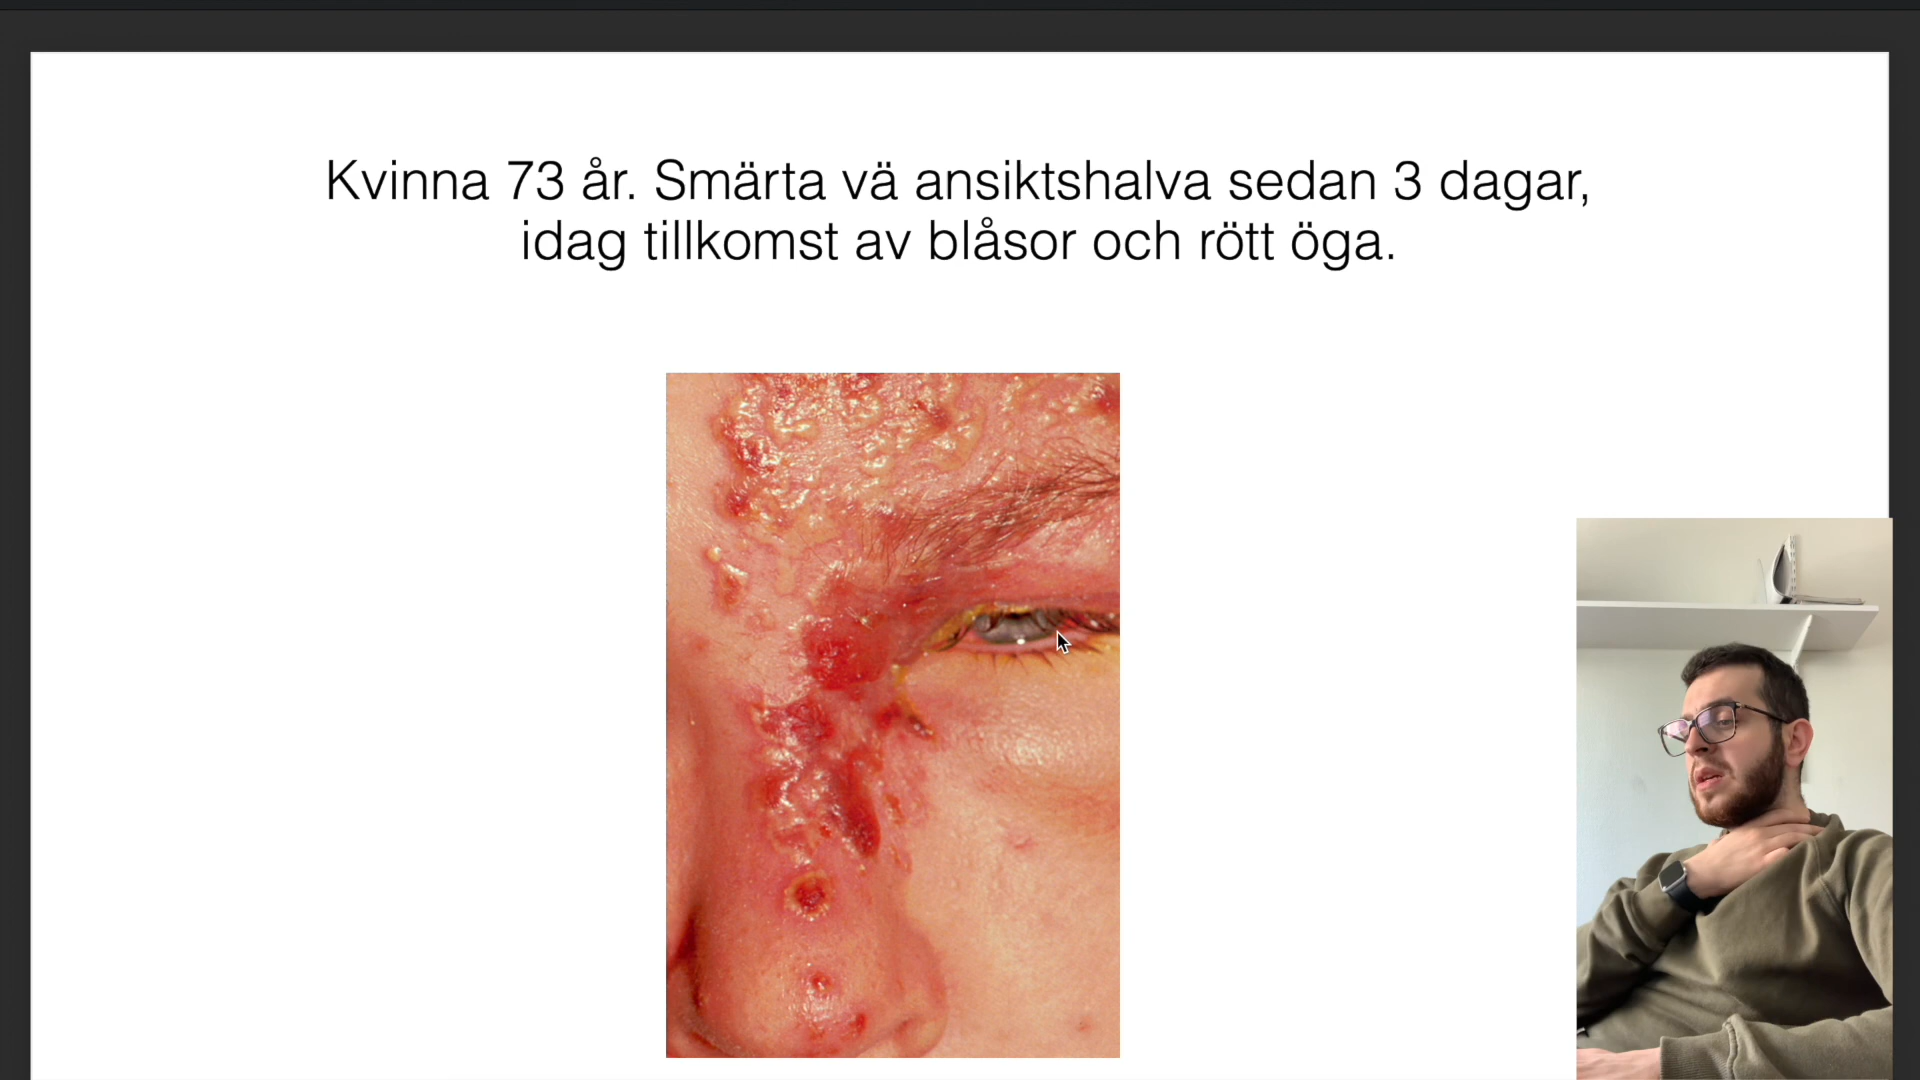 Kvinna 73 år. Smärta vä ansiktshalva sedan 3 dagar,
idag tillkomst av blåsor och rött öga.